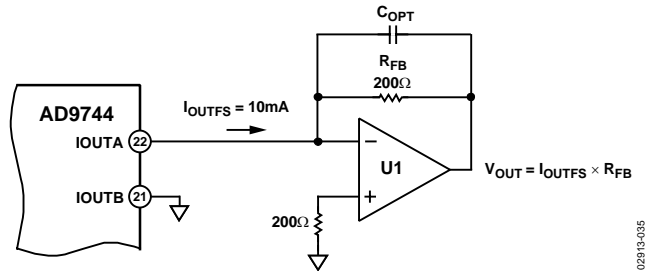 COPT
RFB
200Ω
IOUTFS = 10mA
AD9744
IOUTA 22
−
U1
VOUT = IOUTFS × RFB
IOUTB 21
+
200Ω
02913-035